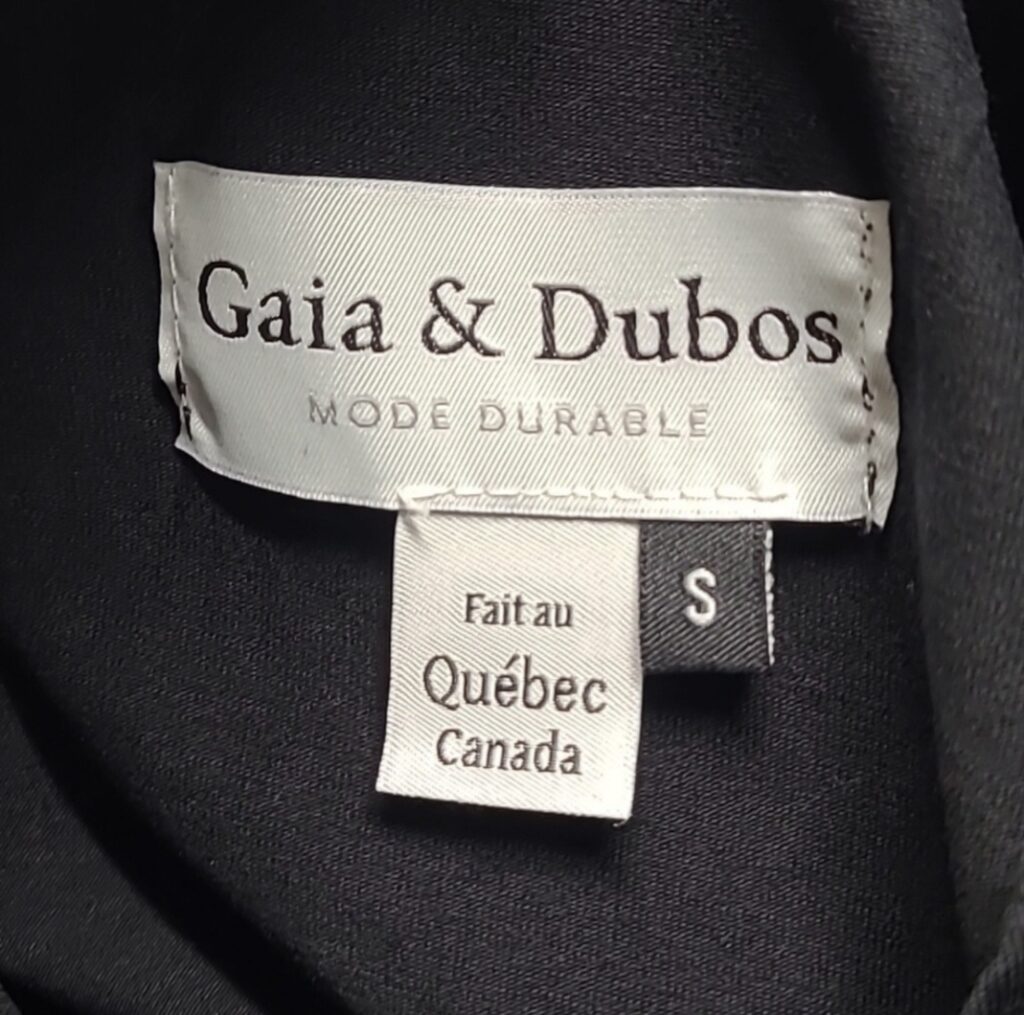 Gaia & Dubos
MODE DURABLE
S
Fait au
Québec
Canada